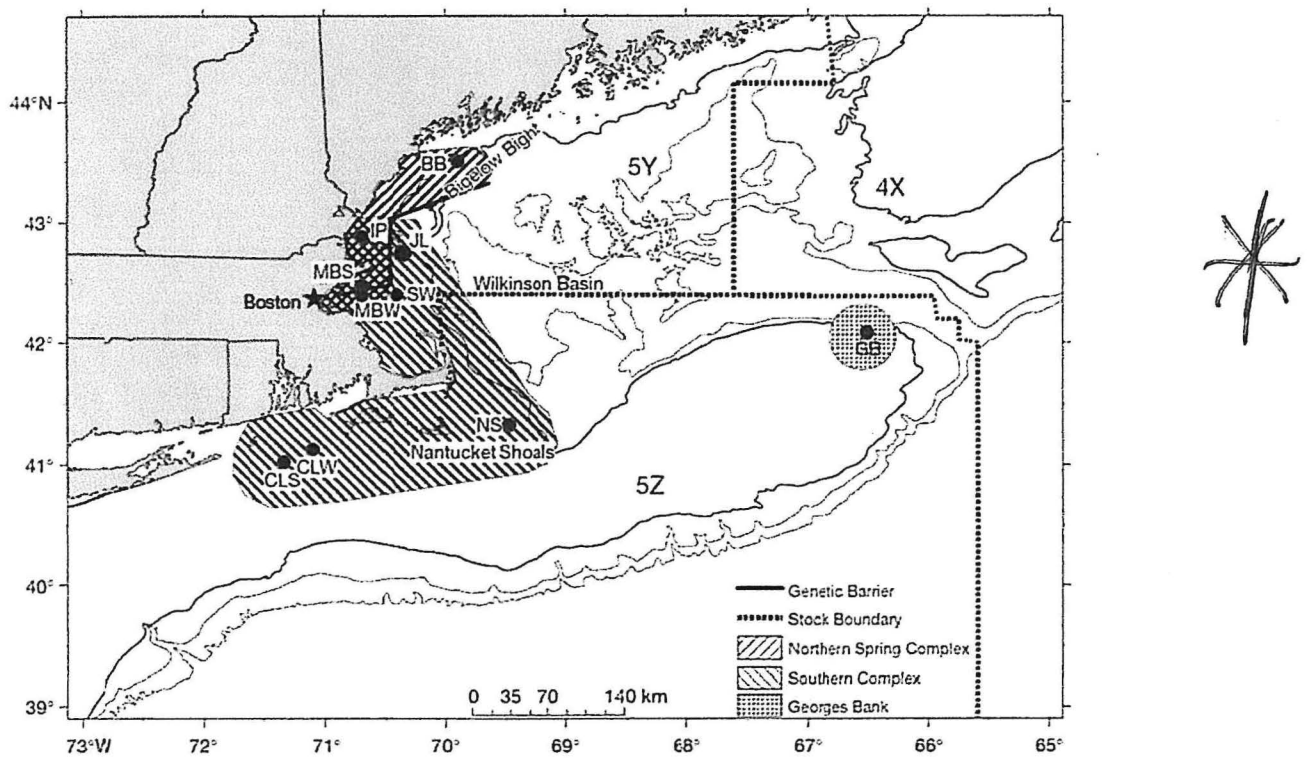 44°N
43°
42°
41°
40°
39°
73°W
72°
71°
70°
69°
68°
67°
66°
65°
BB
Bigelow Bight
5Y
4X
IP
JL
MBS
Boston
MBW
SW
Wilkinson Basin
GB
NS
Nantucket Shoals
CLW
CLS
5Z
Genetic Barrier
Stock Boundary
Northern Spring Complex
Southern Complex
Georges Bank
0 35 70 140 km